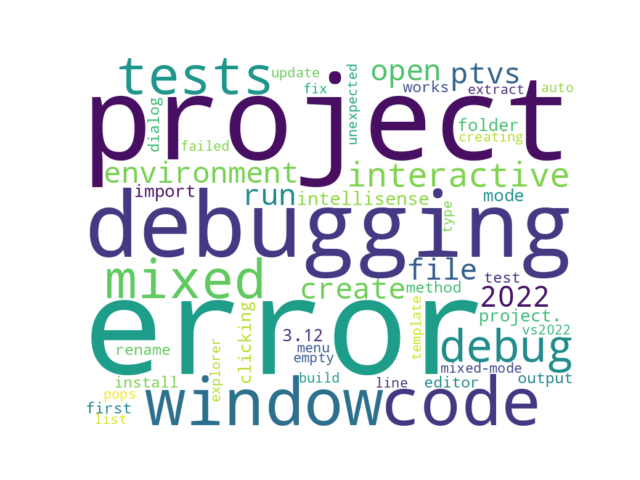 update
tests
open
ptvs
fix
unexpected
works
extract
auto
project
dialog
folder
creating
failed
environment
interactive
import
run
intellisense
mode
type
debugging
mixed
file
test
create
method
2022
error
project.
clicking
template
vs2022
3.12
debug
rename
menu
explorer
empty
mixed-mode
install
build
line
editor
output
pops
window
code
first
list